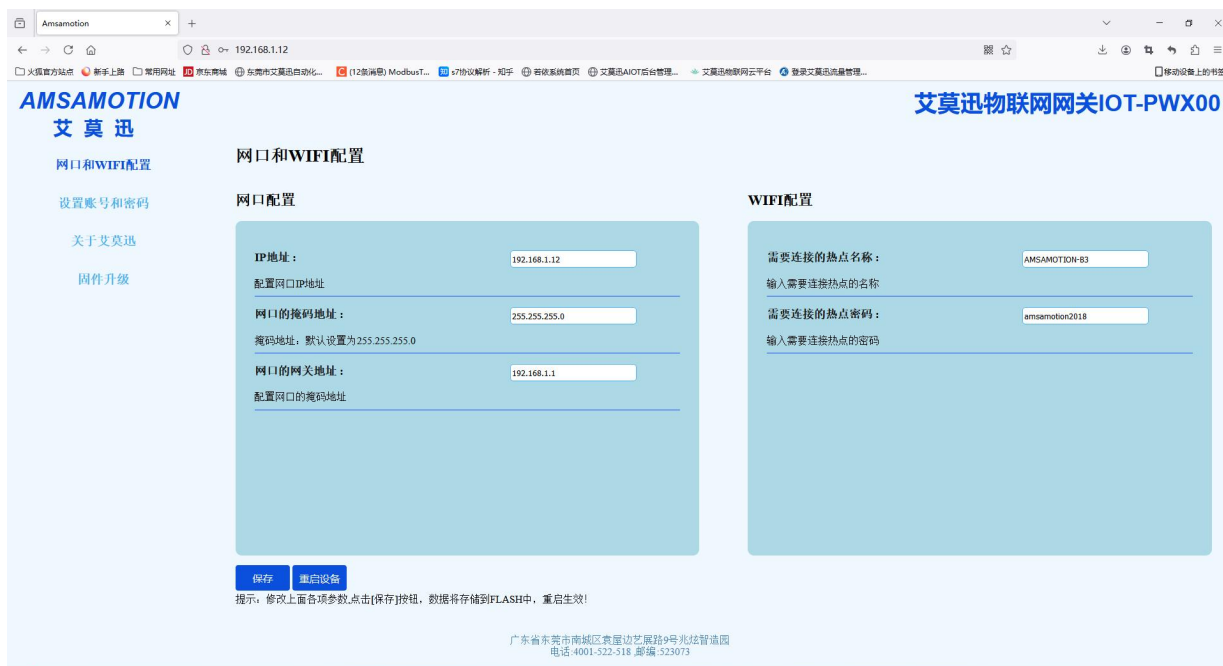 Amsamotion
192.168.1.12
火狐官方站点 新手上路 常用网址 京东商城 东莞市艾莫迅自动化... (12条消息) ModbusT... s7协议解析 - 知乎 若依系统首页 艾莫迅AIOT后台管理... 艾莫迅物联网云平台 登录艾莫迅流量管理... 移动设备上的书签
AMSAMOTION
艾莫迅
艾莫迅物联网网关IOT-PWX00
网口和WIFI配置
设置账号和密码
关于艾莫迅
固件升级
网口和WIFI配置
网口配置
IP地址：
192.168.1.12
配置网口IP地址
网口的掩码地址：
255.255.255.0
掩码地址：默认设置为255.255.255.0
网口的网关地址：
192.168.1.1
配置网口的掩码地址
WIFI配置
需要连接的热点名称：
AMSAMOTION-B3
输入需要连接热点的名称
需要连接的热点密码：
amsamotion2018
输入需要连接热点的密码
保存 重启设备
提示：修改上面各项参数,点击[保存]按钮，数据将存储到FLASH中，重启生效!
广东省东莞市南城区袁屋边艺展路9号兆炫智造园
电话:4001-522-518 ,邮编:523073